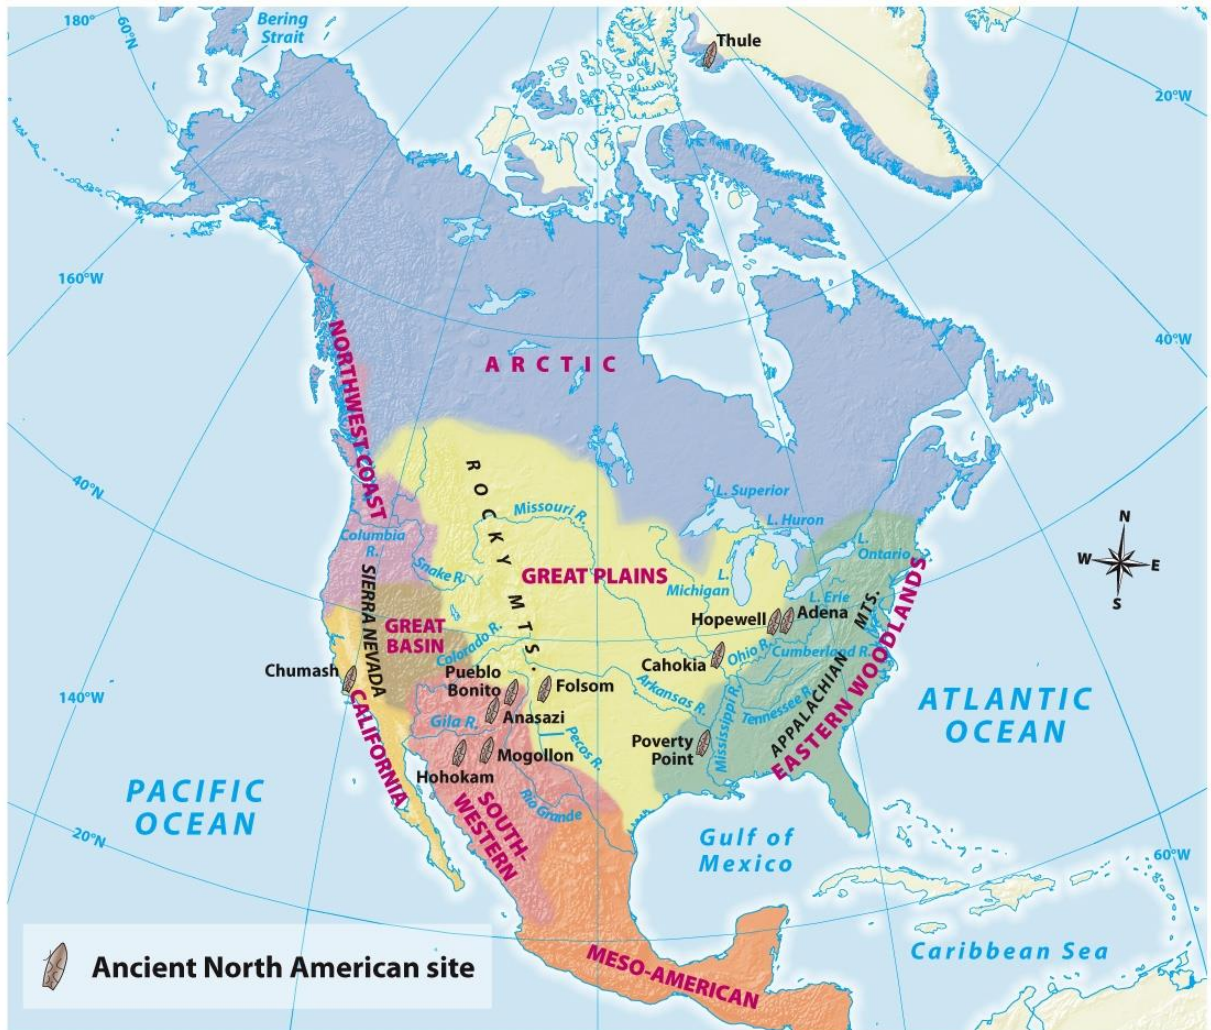 180°
60°N
Bering
Strait
Thule
20°W
160°W
40°W
NORTHWEST COAST
ARCTIC
40°N
ROCKY MTS.
Missouri R.
L. Superior
L. Huron
L.
Ontario
N
W
E
S
Columbia
R.
Snake R.
GREAT PLAINS
L.
Michigan
L. Erie
SIERRA NEVADA
GREAT
BASIN
Colorado R.
Hopewell
Adena
APPALACHIAN MTS.
EASTERN WOODLANDS
Cahokia
Ohio R.
Cumberland R.
Chumash
Pueblo
Bonito
Folsom
Arkansas R.
Mississippi R.
Tennessee R.
140°W
CALIFORNIA
Gila R.
Anasazi
Pecos R.
Poverty
Point
ATLANTIC
OCEAN
Mogollon
Hohokam
PACIFIC
OCEAN
SOUTH-
WESTERN
Rio Grande
20°N
Gulf of
Mexico
60°W
MESO-AMERICAN
Caribbean Sea
Ancient North American site